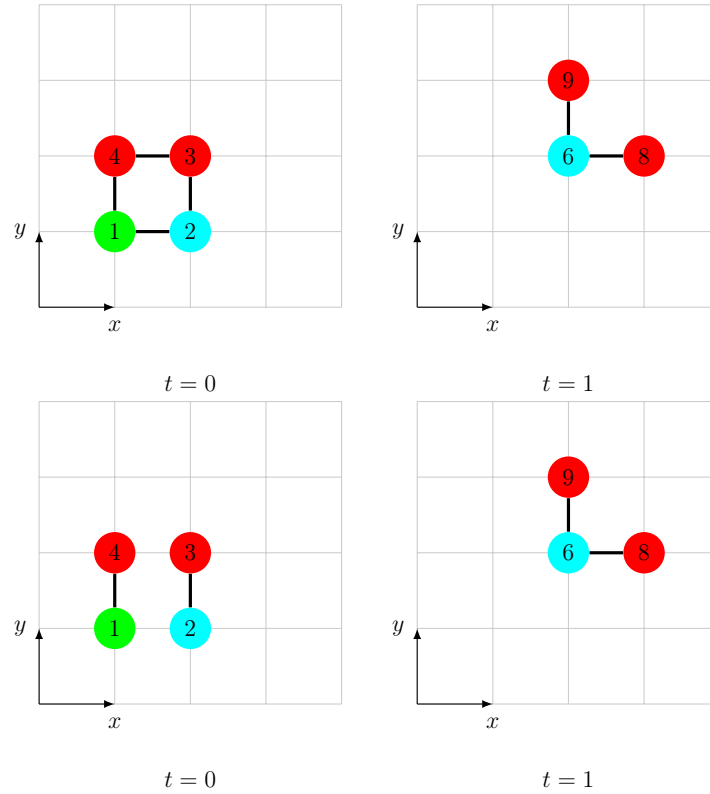 9
4 3 6 8
y 1 2 y
x x
t = 0 t = 1
9
4 3 6 8
y 1 2 y
x x
t = 0 t = 1